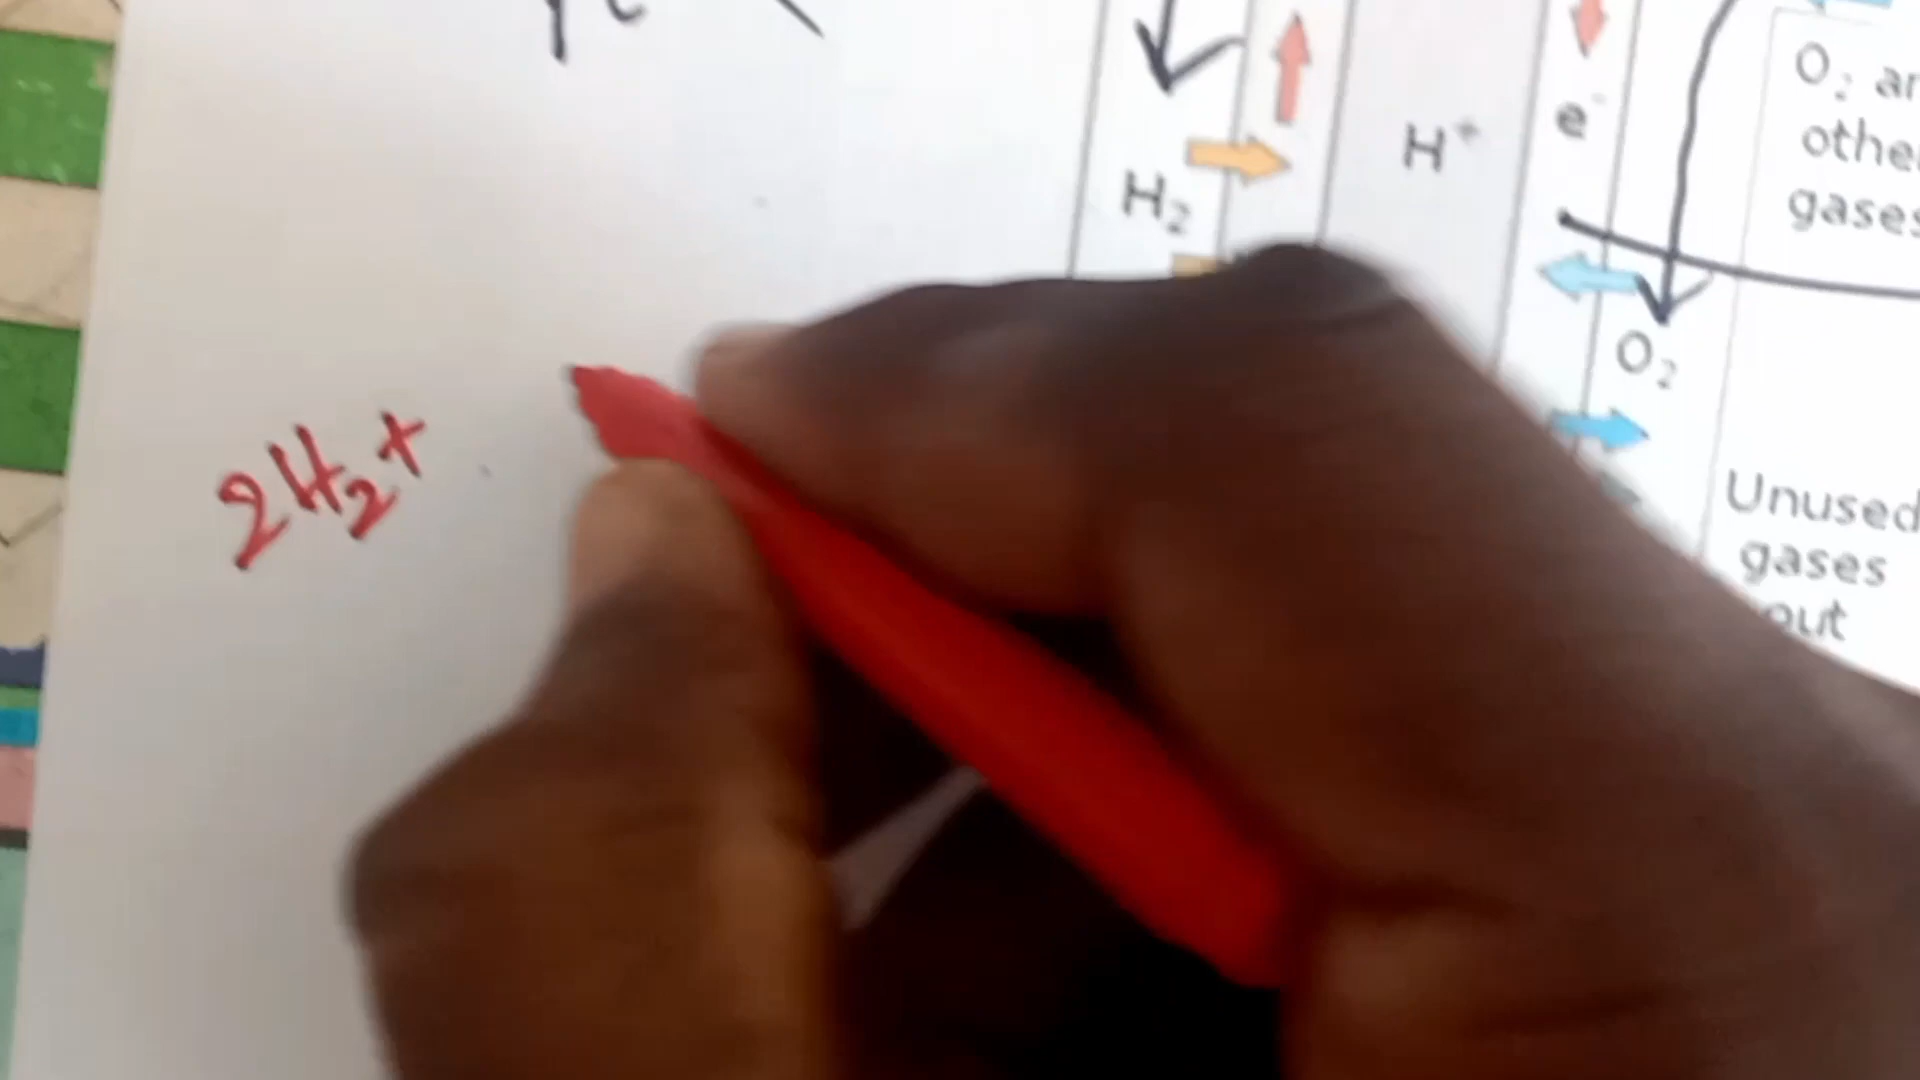 H₂
H⁺
e⁻
O₂ ar
othe
gases
O₂
2H₂+
Unused
gases
out